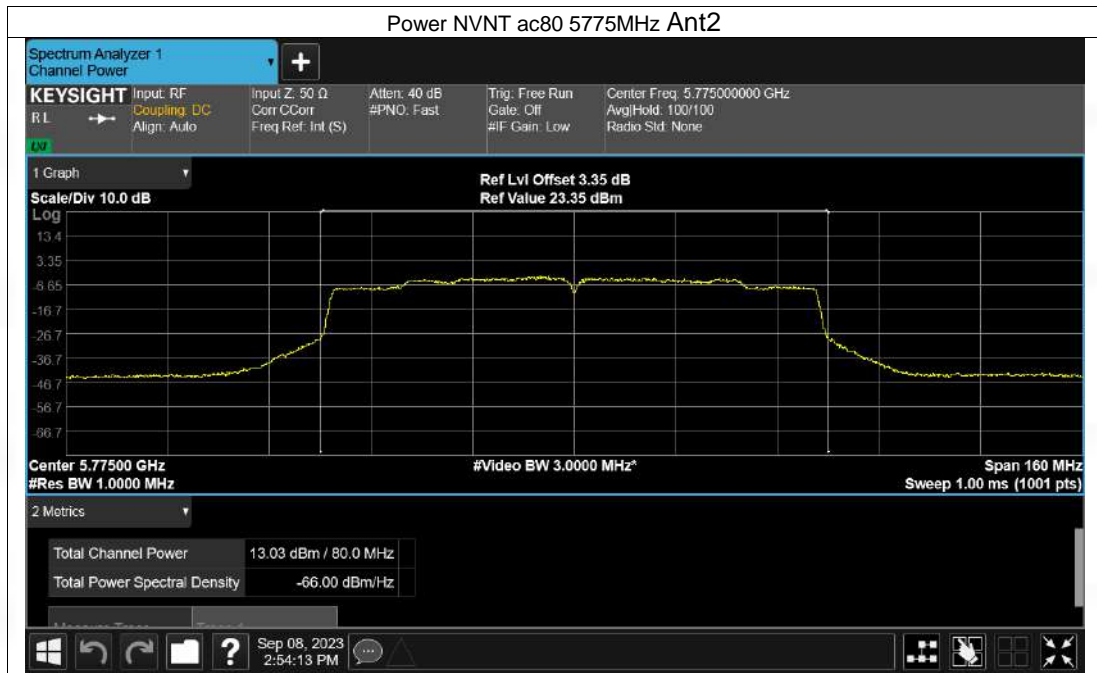 Power NVNT ac80 5775MHz Ant2
Spectrum Analyzer 1
Channel Power
+
KEYSIGHT
R L
LXI
Input: RF
Coupling: DC
Align: Auto
Input Z: 50 Ω
Corr CCorr
Freq Ref: Int (S)
Atten: 40 dB
#PNO: Fast
Trig: Free Run
Gate: Off
#IF Gain: Low
Center Freq: 5.775000000 GHz
Avg|Hold: 100/100
Radio Std: None
1 Graph
Scale/Div 10.0 dB
Ref Lvl Offset 3.35 dB
Ref Value 23.35 dBm
Log
13.4
3.35
-6.65
-16.7
-26.7
-36.7
-46.7
-56.7
-66.7
Center 5.77500 GHz
#Res BW 1.0000 MHz
#Video BW 3.0000 MHz*
Span 160 MHz
Sweep 1.00 ms (1001 pts)
2 Metrics
Total Channel Power 13.03 dBm / 80.0 MHz
Total Power Spectral Density -66.00 dBm/Hz
?
Sep 08, 2023
2:54:13 PM